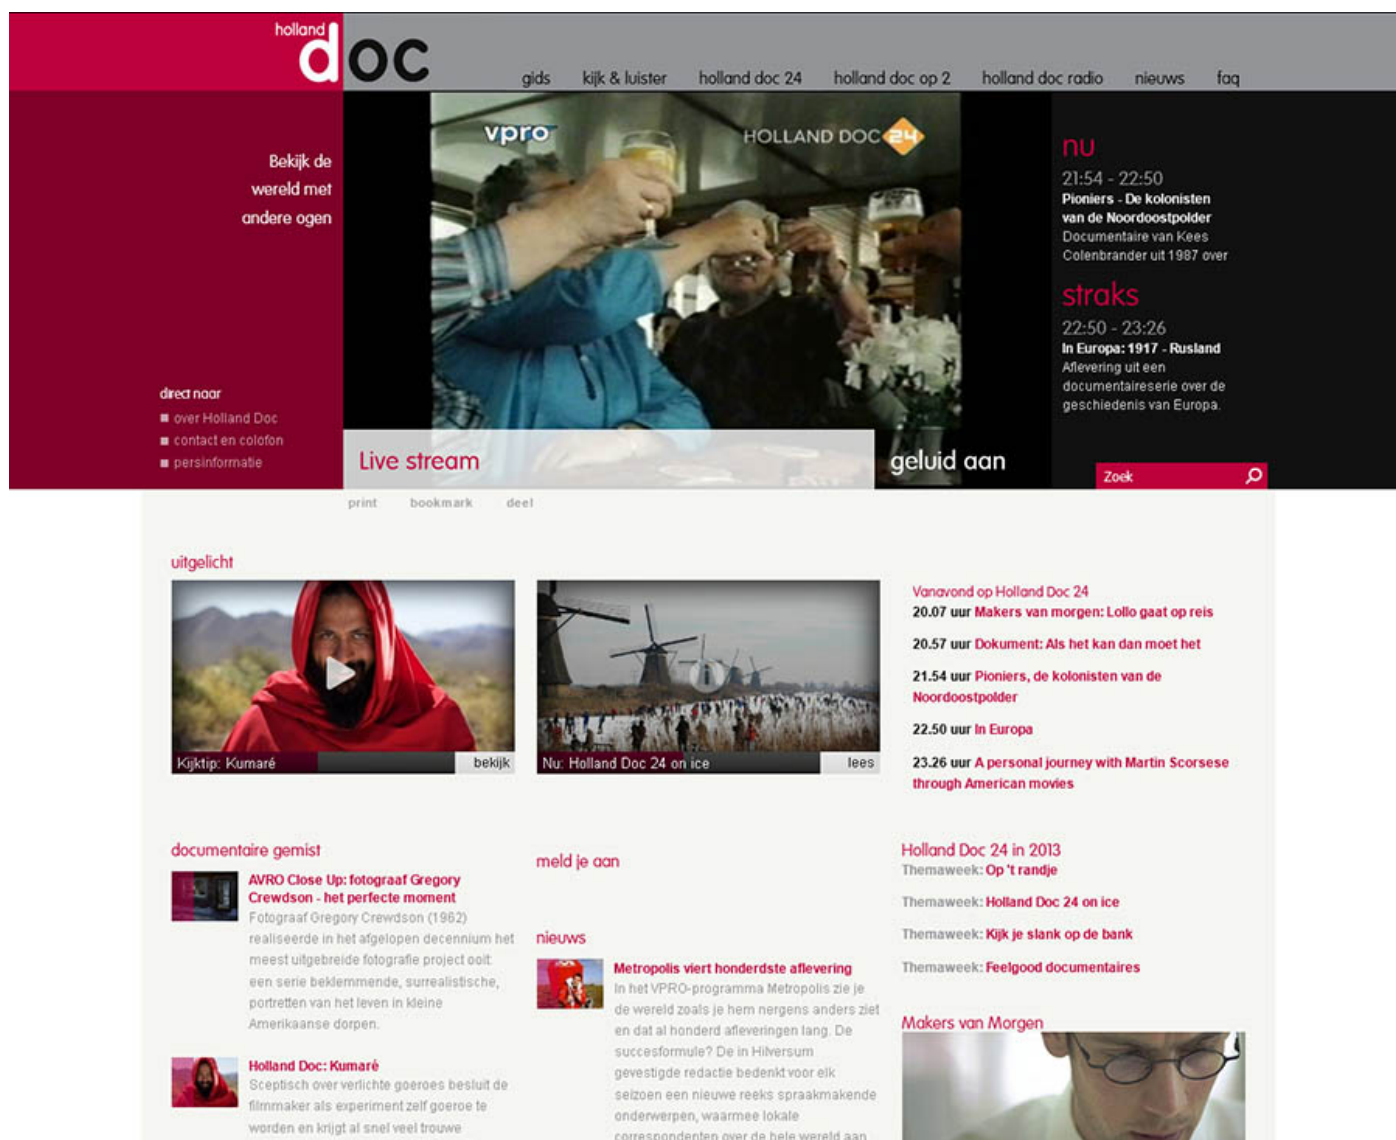 holland
doc
gids kijk & luister holland doc 24 holland doc op 2 holland doc radio nieuws faq
Bekijk de
wereld met
andere ogen
direct naar
over Holland Doc
contact en colofon
persinformatie
vpro
HOLLAND DOC 24
Live stream
geluid aan
nu
21:54 - 22:50
Pioniers - De kolonisten
van de Noordoostpolder
Documentaire van Kees
Colenbrander uit 1987 over
straks
22:50 - 23:26
In Europa: 1917 - Rusland
Aflevering uit een
documentaireserie over de
geschiedenis van Europa.
Zoek
print bookmark deel
uitgelicht
Kijktip: Kumaré bekijk
Nu: Holland Doc 24 on ice lees
Vanavond op Holland Doc 24
20.07 uur Makers van morgen: Lollo gaat op reis
20.57 uur Dokument: Als het kan dan moet het
21.54 uur Pioniers, de kolonisten van de
Noordoostpolder
22.50 uur In Europa
23.26 uur A personal journey with Martin Scorsese
through American movies
documentaire gemist
AVRO Close Up: fotograaf Gregory
Crewdson - het perfecte moment
Fotograaf Gregory Crewdson (1962)
realiseerde in het afgelopen decennium het
meest uitgebreide fotografie project ooit:
een serie beklemmende, surrealistische,
portretten van het leven in kleine
Amerikaanse dorpen.
Holland Doc: Kumaré
Sceptisch over verlichte goeroes besluit de
filmmaker als experiment zelf goeroe te
worden en krijgt al snel veel trouwe
meld je aan
nieuws
Metropolis viert honderdste aflevering
In het VPRO-programma Metropolis zie je
de wereld zoals je hem nergens anders ziet
en dat al honderd afleveringen lang. De
succesformule? De in Hilversum
gevestigde redactie bedenkt voor elk
seizoen een nieuwe reeks spraakmakende
onderwerpen, waarmee lokale
correspondenten over de hele wereld aan
Holland Doc 24 in 2013
Themaweek: Op 't randje
Themaweek: Holland Doc 24 on ice
Themaweek: Kijk je slank op de bank
Themaweek: Feelgood documentaires
Makers van Morgen